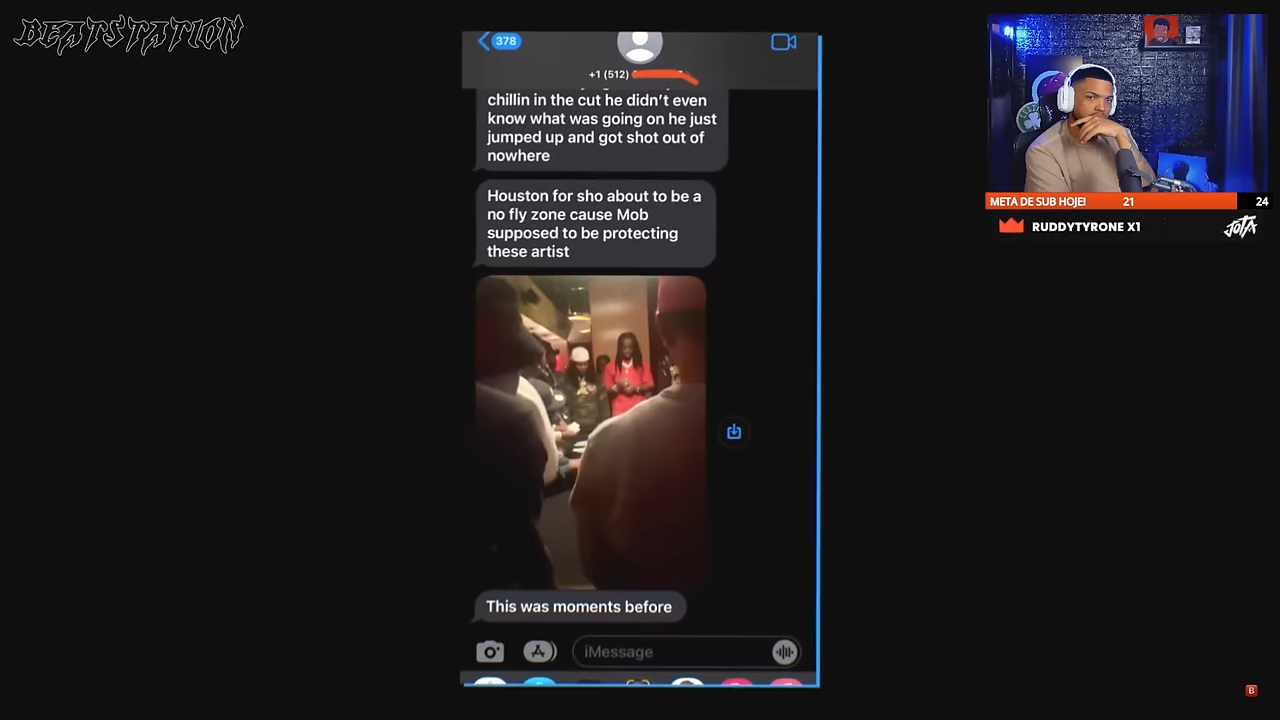 BEATSTATION
378
+1 (512)
chillin in the cut he didn't even
know what was going on he just
jumped up and got shot out of
nowhere
Houston for sho about to be a
no fly zone cause Mob
supposed to be protecting
these artist
This was moments before
iMessage
META DE SUB HOJE! 21 24
RUDDYTYRONE X1
JOTA
B